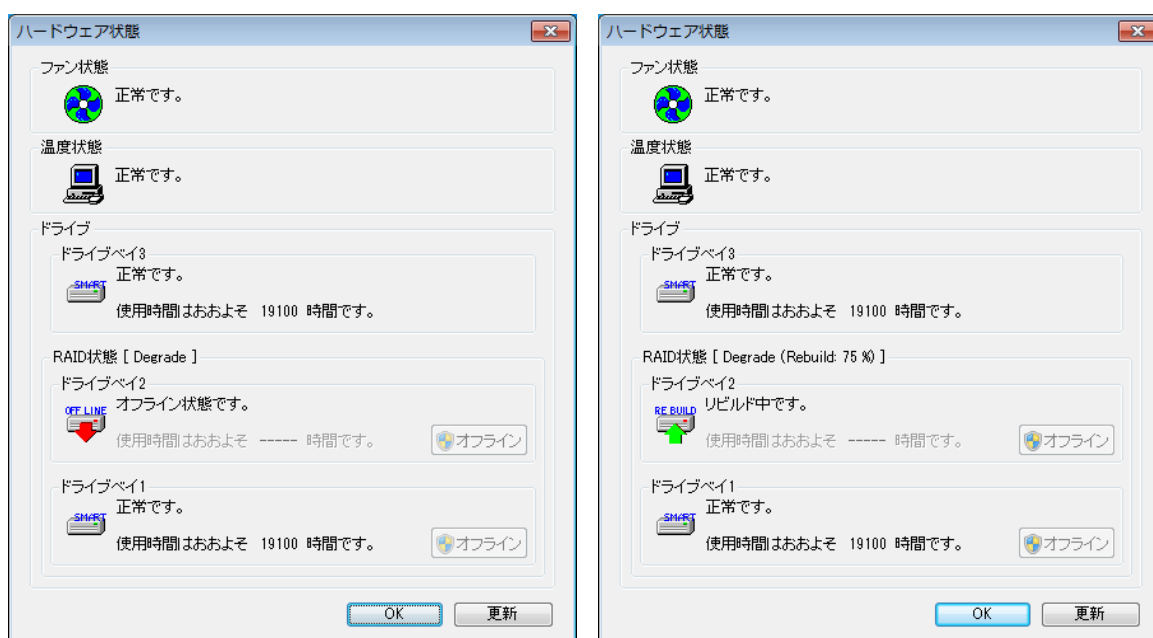 ハードウェア状態
ファン状態
正常です。
温度状態
正常です。
ドライブ
ドライブベイ3
SMART
正常です。
使用時間はおおよそ 19100 時間です。
RAID状態 [ Degrade ]
ドライブベイ2
OFF LINE
オフライン状態です。
使用時間はおおよそ ----- 時間です。
オフライン
ドライブベイ1
SMART
正常です。
使用時間はおおよそ 19100 時間です。
オフライン
OK
更新
ハードウェア状態
ファン状態
正常です。
温度状態
正常です。
ドライブ
ドライブベイ3
SMART
正常です。
使用時間はおおよそ 19100 時間です。
RAID状態 [ Degrade (Rebuild: 75 %) ]
ドライブベイ2
RE BUILD
リビルド中です。
使用時間はおおよそ ----- 時間です。
オフライン
ドライブベイ1
SMART
正常です。
使用時間はおおよそ 19100 時間です。
オフライン
OK
更新